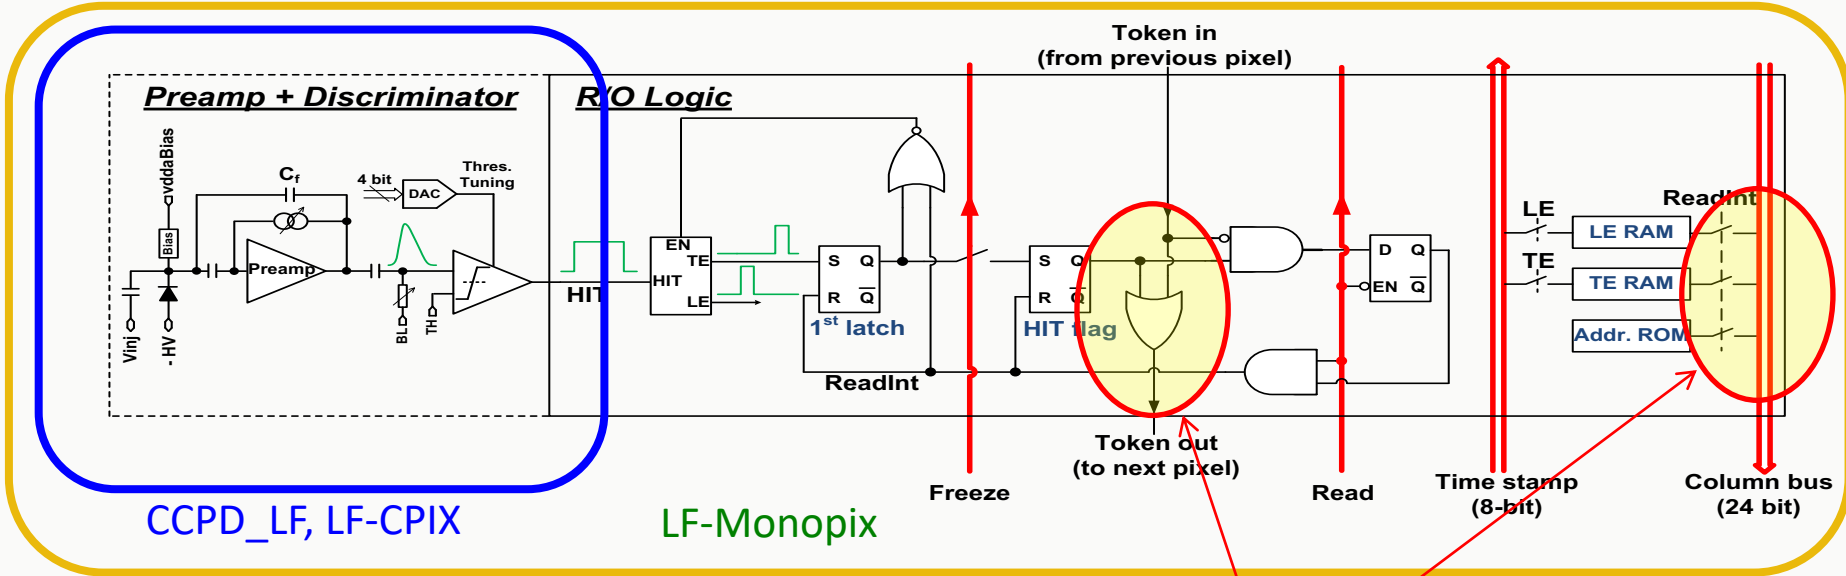 Token in
(from previous pixel)
Preamp + Discriminator
R/O Logic
vddaBias
Bias
Cf
4 bit
DAC
Thres.
Tuning
Preamp
Vinj
- HV
BL
TH
HIT
EN
TE
HIT
LE
S Q
R Q
1st latch
ReadInt
S Q
R Q
HIT flag
D Q
EN Q
LE
TE
ReadInt
LE RAM
TE RAM
Addr. ROM
Token out
(to next pixel)
Freeze
Read
Time stamp
(8-bit)
Column bus
(24 bit)
CCPD_LF, LF-CPIX
LF-Monopix